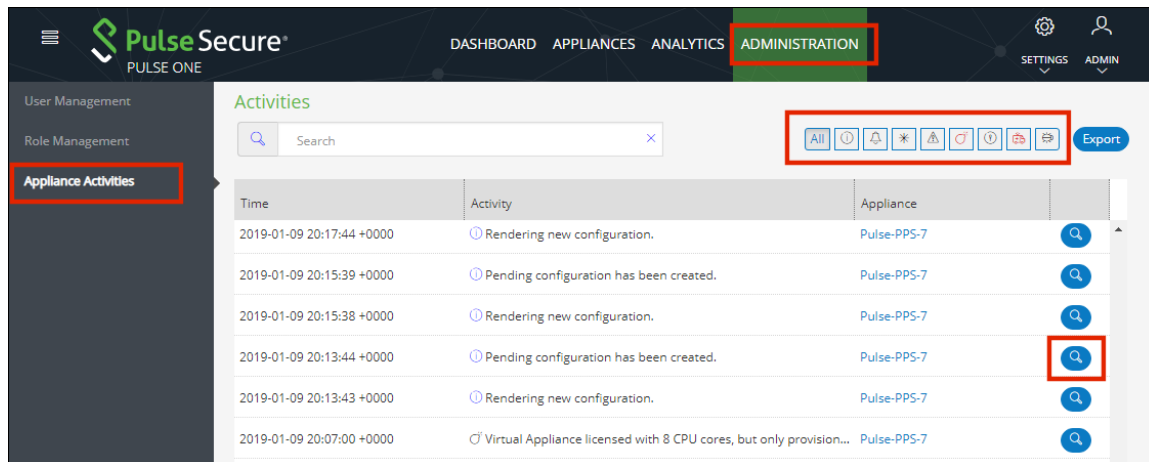 Pulse Secure®
PULSE ONE
DASHBOARD APPLIANCES ANALYTICS ADMINISTRATION
SETTINGS ADMIN
User Management
Role Management
Appliance Activities
Activities
Search
All
Export
Time Activity Appliance
2019-01-09 20:17:44 +0000 Rendering new configuration. Pulse-PPS-7
2019-01-09 20:15:39 +0000 Pending configuration has been created. Pulse-PPS-7
2019-01-09 20:15:38 +0000 Rendering new configuration. Pulse-PPS-7
2019-01-09 20:13:44 +0000 Pending configuration has been created. Pulse-PPS-7
2019-01-09 20:13:43 +0000 Rendering new configuration. Pulse-PPS-7
2019-01-09 20:07:00 +0000 Virtual Appliance licensed with 8 CPU cores, but only provision... Pulse-PPS-7